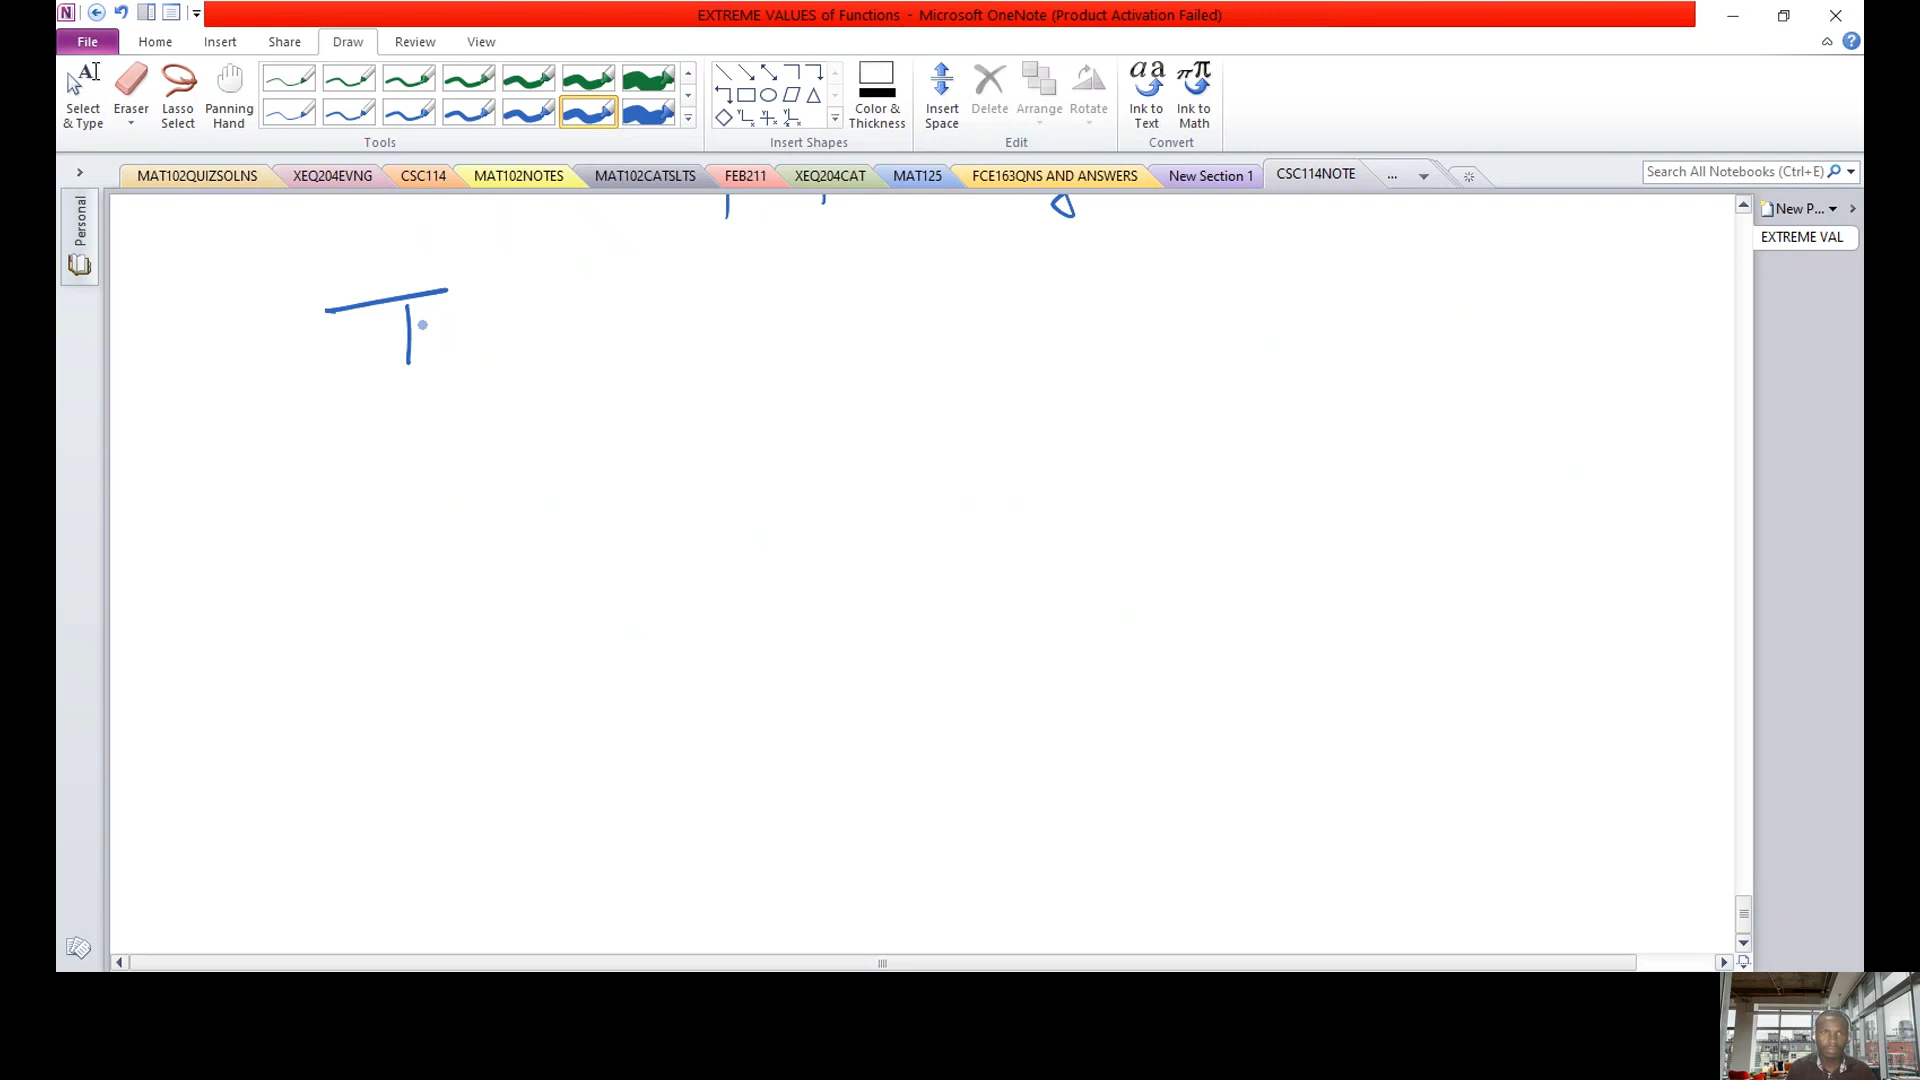 EXTREME VALUES of Functions - Microsoft OneNote (Product Activation Failed)
File Home Insert Share Draw Review View
Select & Type Eraser Lasso Select Panning Hand Color & Thickness Insert Space Delete Arrange Rotate Ink to Text Ink to Math
Tools Insert Shapes Edit Convert
MAT102QUIZSOLNS XEQ204EVNG CSC114 MAT102NOTES MAT102CATSLTS FEB211 XEQ204CAT MAT125 FCE163QNS AND ANSWERS New Section 1 CSC114NOTE ... Search All Notebooks (Ctrl+E)
Personal
New P...
EXTREME VAL
T